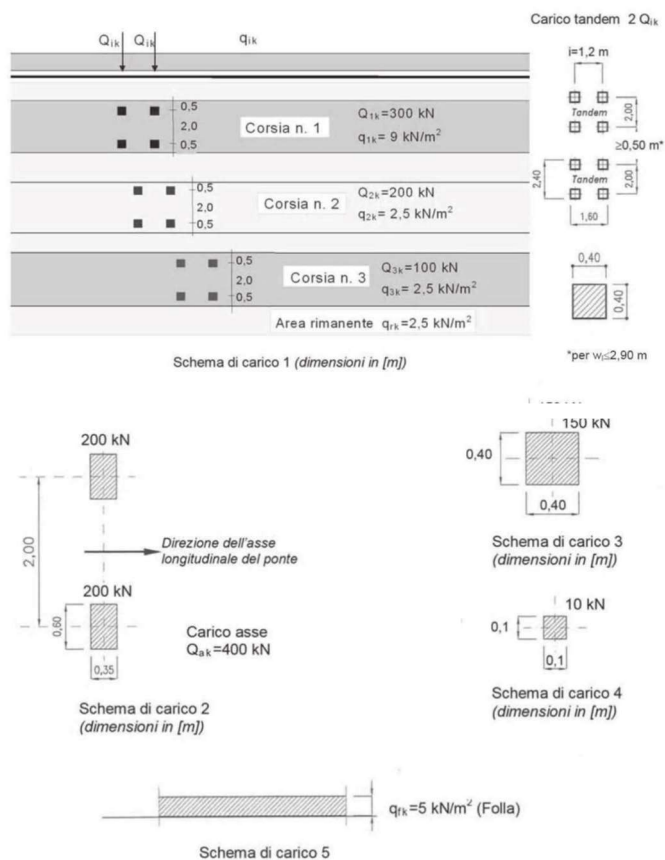 Carico tandem 2 Qik
Qik Qik qik
i=1,2 m
Tandem
2,00
≥0,50 m*
Tandem
2,40
2,00
1,60
0,5
2,0
0,5
Corsia n. 1
Q1k=300 kN
q1k= 9 kN/m²
0,5
2,0
0,5
Corsia n. 2
Q2k=200 kN
q2k= 2,5 kN/m²
0,5
2,0
0,5
Corsia n. 3
Q3k=100 kN
q3k= 2,5 kN/m²
Area rimanente qrk=2,5 kN/m²
0,40
0,40
*per wl≤2,90 m
Schema di carico 1 (dimensioni in [m])
200 kN
2,00
Direzione dell'asse
longitudinale del ponte
200 kN
0,60
0,35
Carico asse
Qak=400 kN
Schema di carico 2
(dimensioni in [m])
150 kN
0,40
0,40
Schema di carico 3
(dimensioni in [m])
10 kN
0,1
0,1
Schema di carico 4
(dimensioni in [m])
qfk=5 kN/m² (Folla)
Schema di carico 5